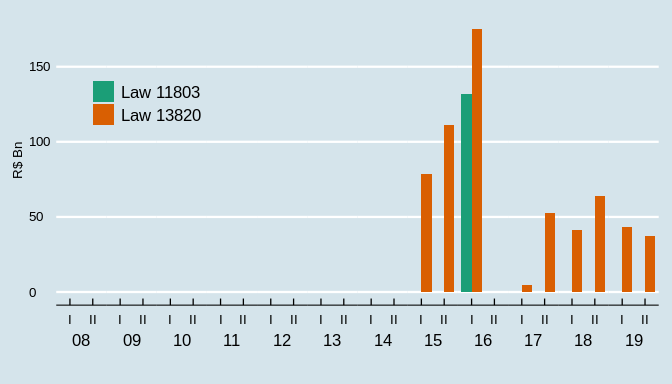 R$ Bn
150
100
50
0
Law 11803
Law 13820
I II I II I II I II I II I II I II I II I II I II I II I II
08 09 10 11 12 13 14 15 16 17 18 19